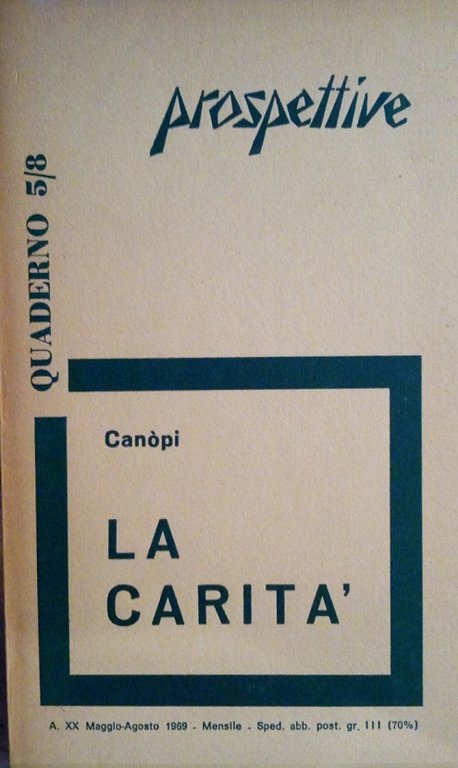 prospettive
QUADERNO 5/8
Canòpi
LA
CARITA'
A. XX Maggio-Agosto 1969 - Mensile - Sped. abb. post. gr. III (70%)